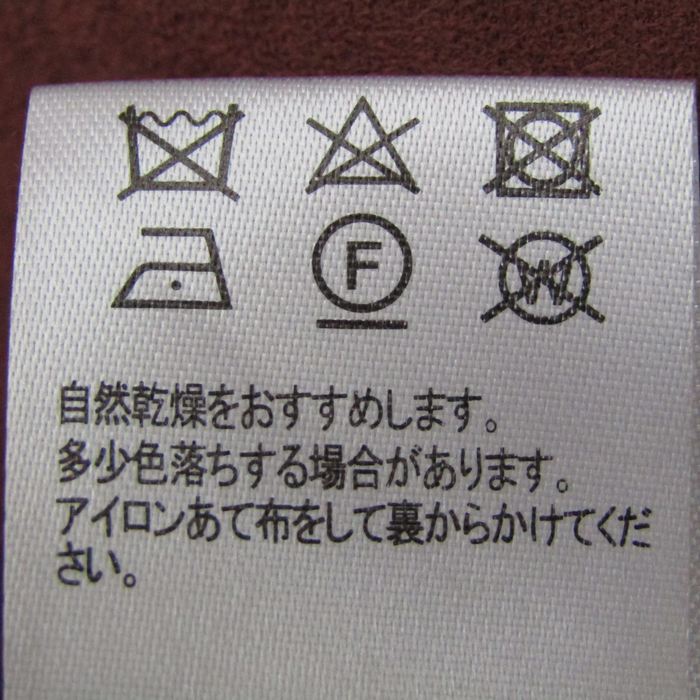 F W
自然乾燥をおすすめします。
多少色落ちする場合があります。
アイロンあて布をして裏からかけてくだ
さい。